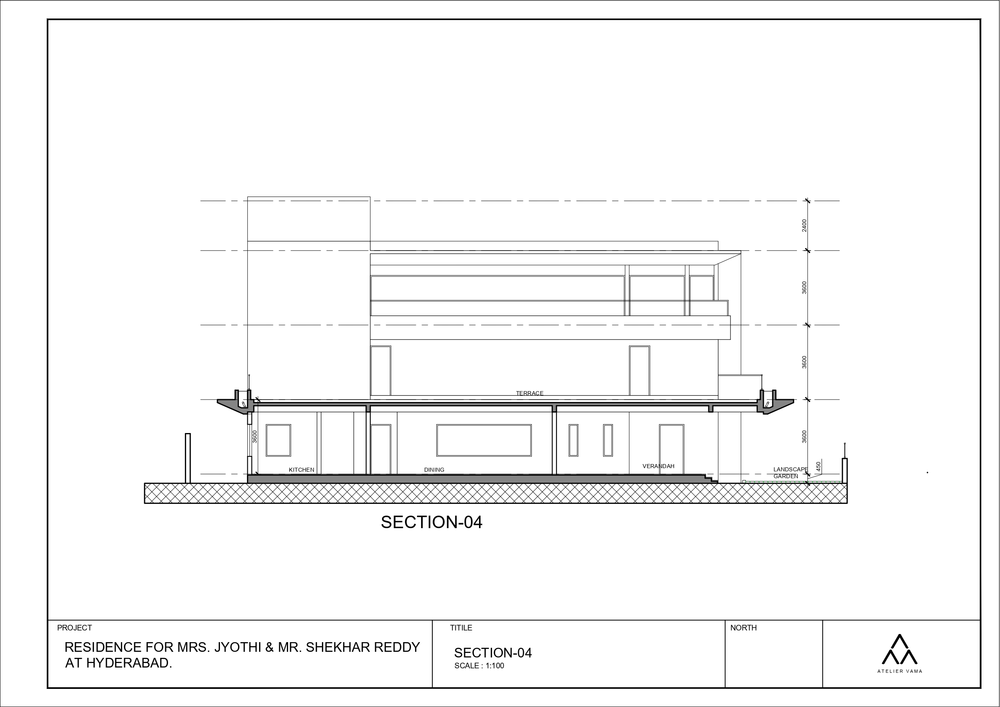 2400
3600
3600
TERRACE
3600
3600
450
KITCHEN
DINING
VERANDAH
LANDSCAPE
GARDEN
SECTION-04
PROJECT
RESIDENCE FOR MRS. JYOTHI & MR. SHEKHAR REDDY
AT HYDERABAD.
TITILE
SECTION-04
SCALE : 1:100
NORTH
ATELIER VAMA